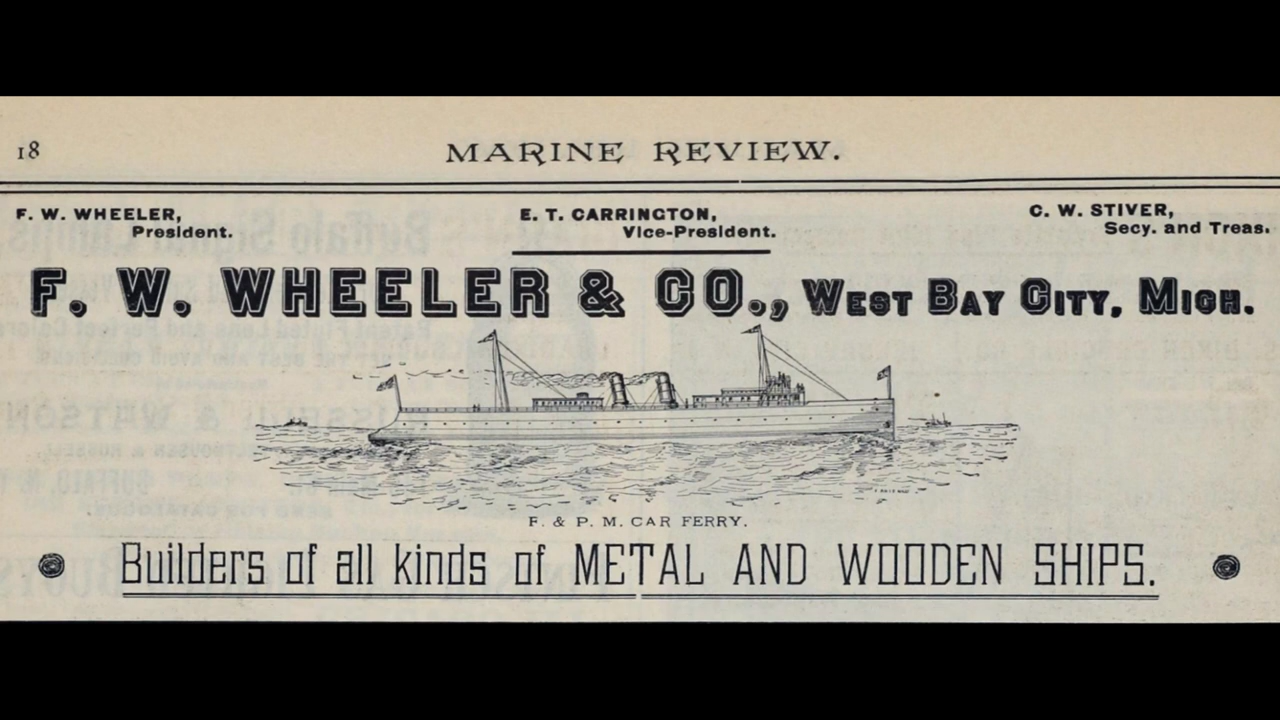 18
MARINE REVIEW.
F. W. WHEELER,
President.
E. T. CARRINGTON,
Vice-President.
C. W. STIVER,
Secy. and Treas.
F. W. WHEELER & CO., WEST BAY CITY, MICH.
F. & P. M. CAR FERRY.
Builders of all kinds of METAL AND WOODEN SHIPS.